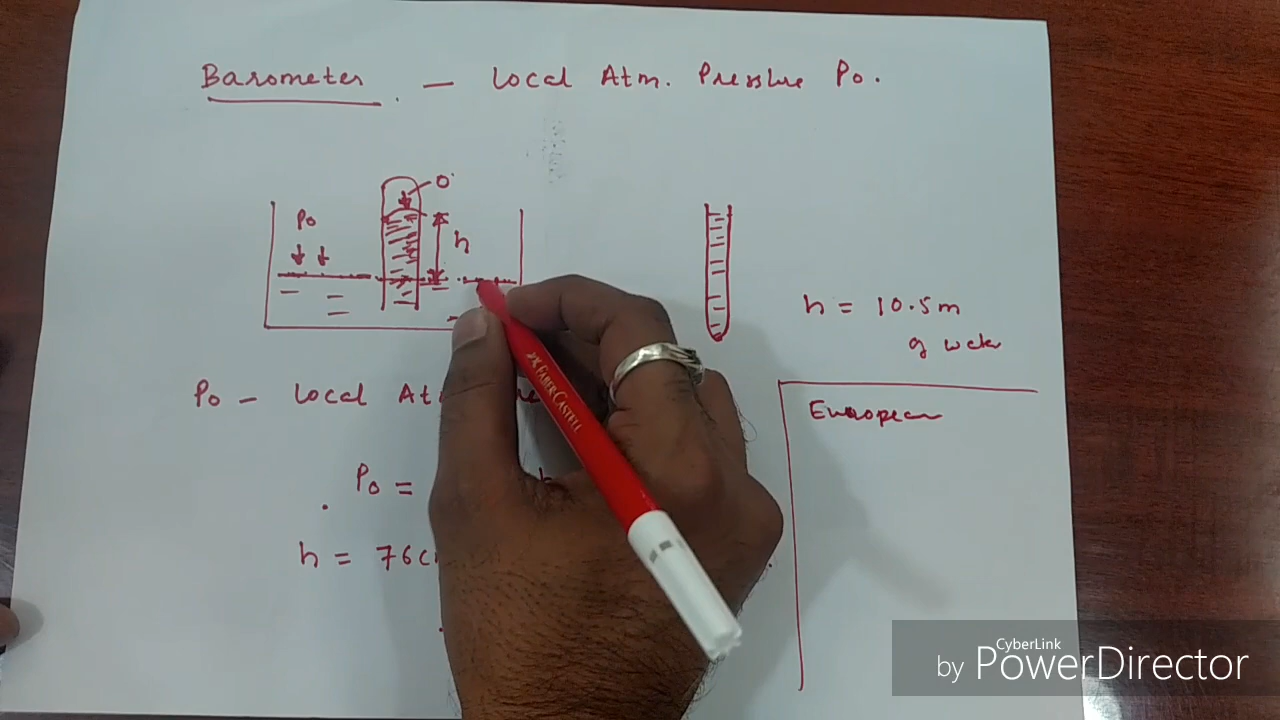 Barometer. — Local Atm. Pressure Po.
O
Po
h
h = 10.5m
of water
Po — Local At
European
Po =
h = 76c
FABER CASTELL
CyberLink
by PowerDirector